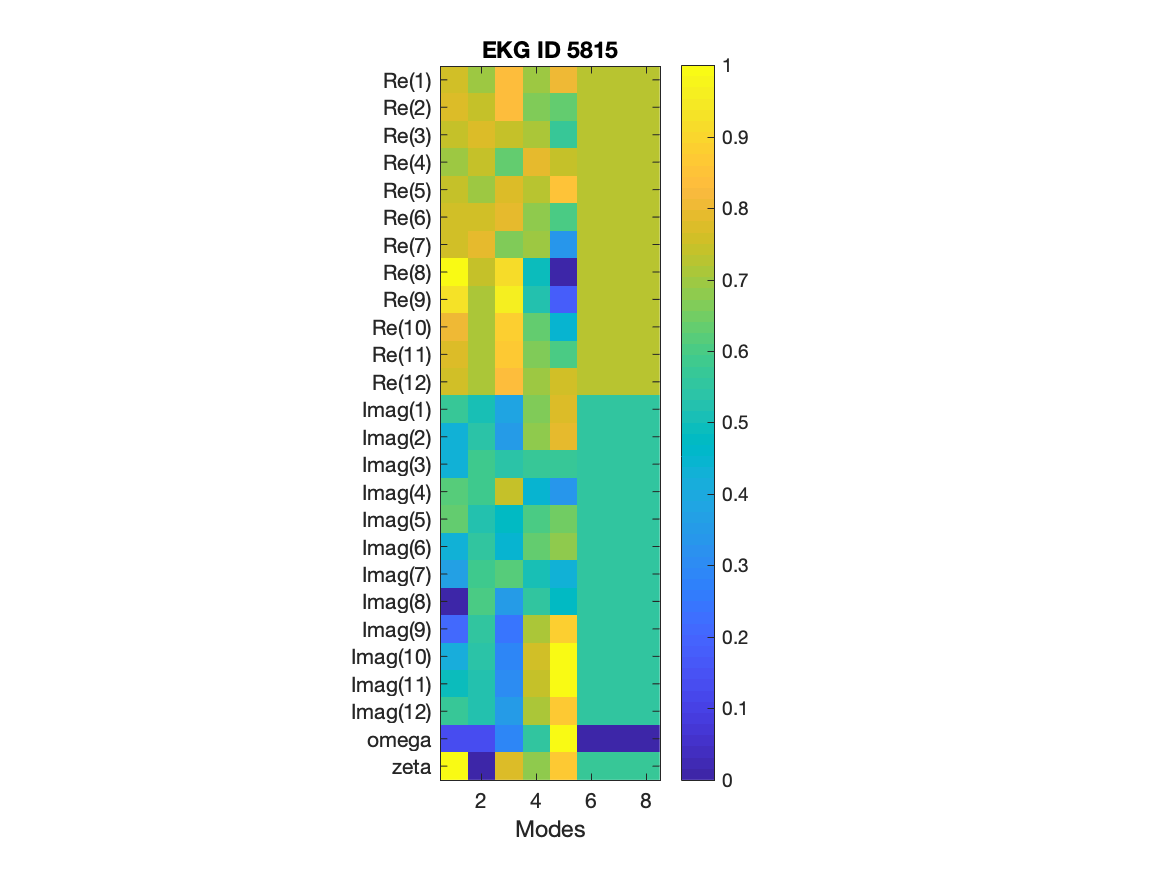 EKG ID 5815
Re(1)
Re(2)
Re(3)
Re(4)
Re(5)
Re(6)
Re(7)
Re(8)
Re(9)
Re(10)
Re(11)
Re(12)
Imag(1)
Imag(2)
Imag(3)
Imag(4)
Imag(5)
Imag(6)
Imag(7)
Imag(8)
Imag(9)
Imag(10)
Imag(11)
Imag(12)
omega
zeta
2 4 6 8
Modes
1
0.9
0.8
0.7
0.6
0.5
0.4
0.3
0.2
0.1
0